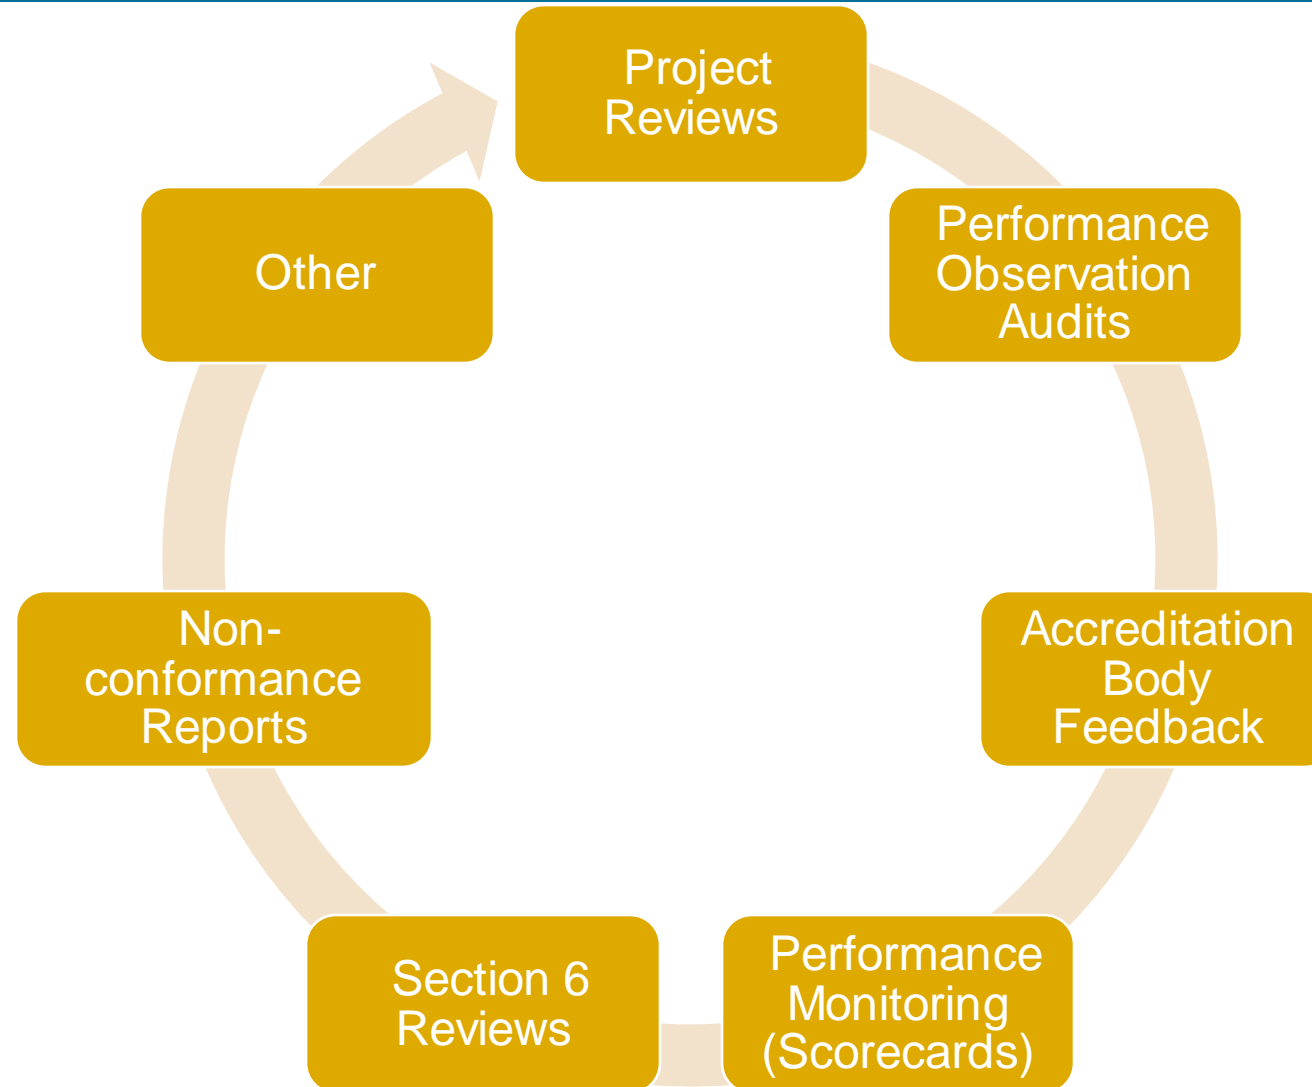 Project
Reviews
Performance
Observation
Audits
Accreditation
Body
Feedback
Performance
Monitoring
(Scorecards)
Section 6
Reviews
Non-
conformance
Reports
Other